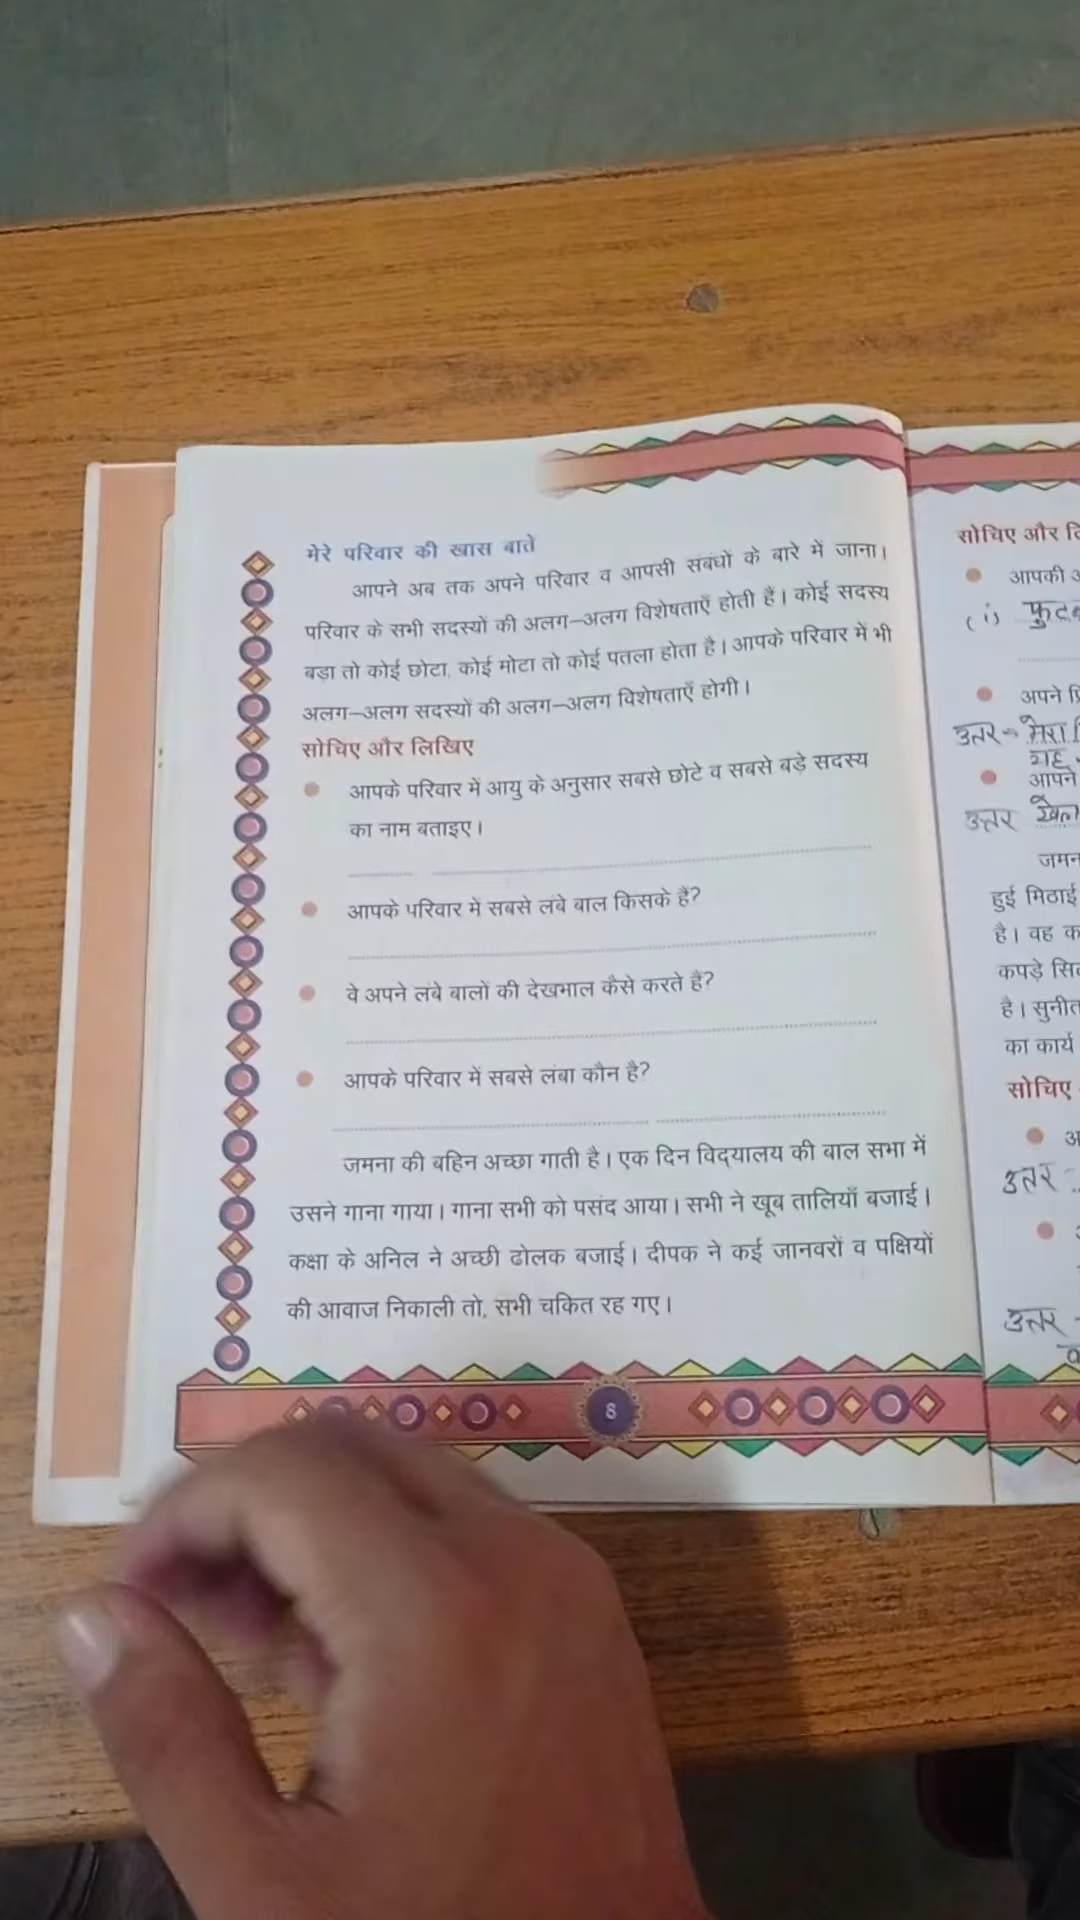 मेरे परिवार की खास बातें
आपने अब तक अपने परिवार व आपसी संबंधों के बारे में जाना।
परिवार के सभी सदस्यों की अलग–अलग विशेषताएँ होती हैं। कोई सदस्य
बड़ा तो कोई छोटा, कोई मोटा तो कोई पतला होता है। आपके परिवार में भी
अलग–अलग सदस्यों की अलग–अलग विशेषताएँ होगी।
सोचिए और लिखिए
आपके परिवार में आयु के अनुसार सबसे छोटे व सबसे बड़े सदस्य
का नाम बताइए।
आपके परिवार में सबसे लंबे बाल किसके हैं?
वे अपने लंबे बालों की देखभाल कैसे करते हैं?
आपके परिवार में सबसे लंबा कौन है?
जमना की बहिन अच्छा गाती है। एक दिन विद्यालय की बाल सभा में
उसने गाना गाया। गाना सभी को पसंद आया। सभी ने खूब तालियाँ बजाई।
कक्षा के अनिल ने अच्छी ढोलक बजाई। दीपक ने कई जानवरों व पक्षियों
की आवाज निकाली तो, सभी चकित रह गए।
8
सोचिए और
आपकी
(i)
अपने
उत्तर- मेरा
यह
आपने
उत्तर खेल
हुई मिठाई
है। वह
कपड़े
है।
का कार्य
सोचिए
उत्तर
उत्तर